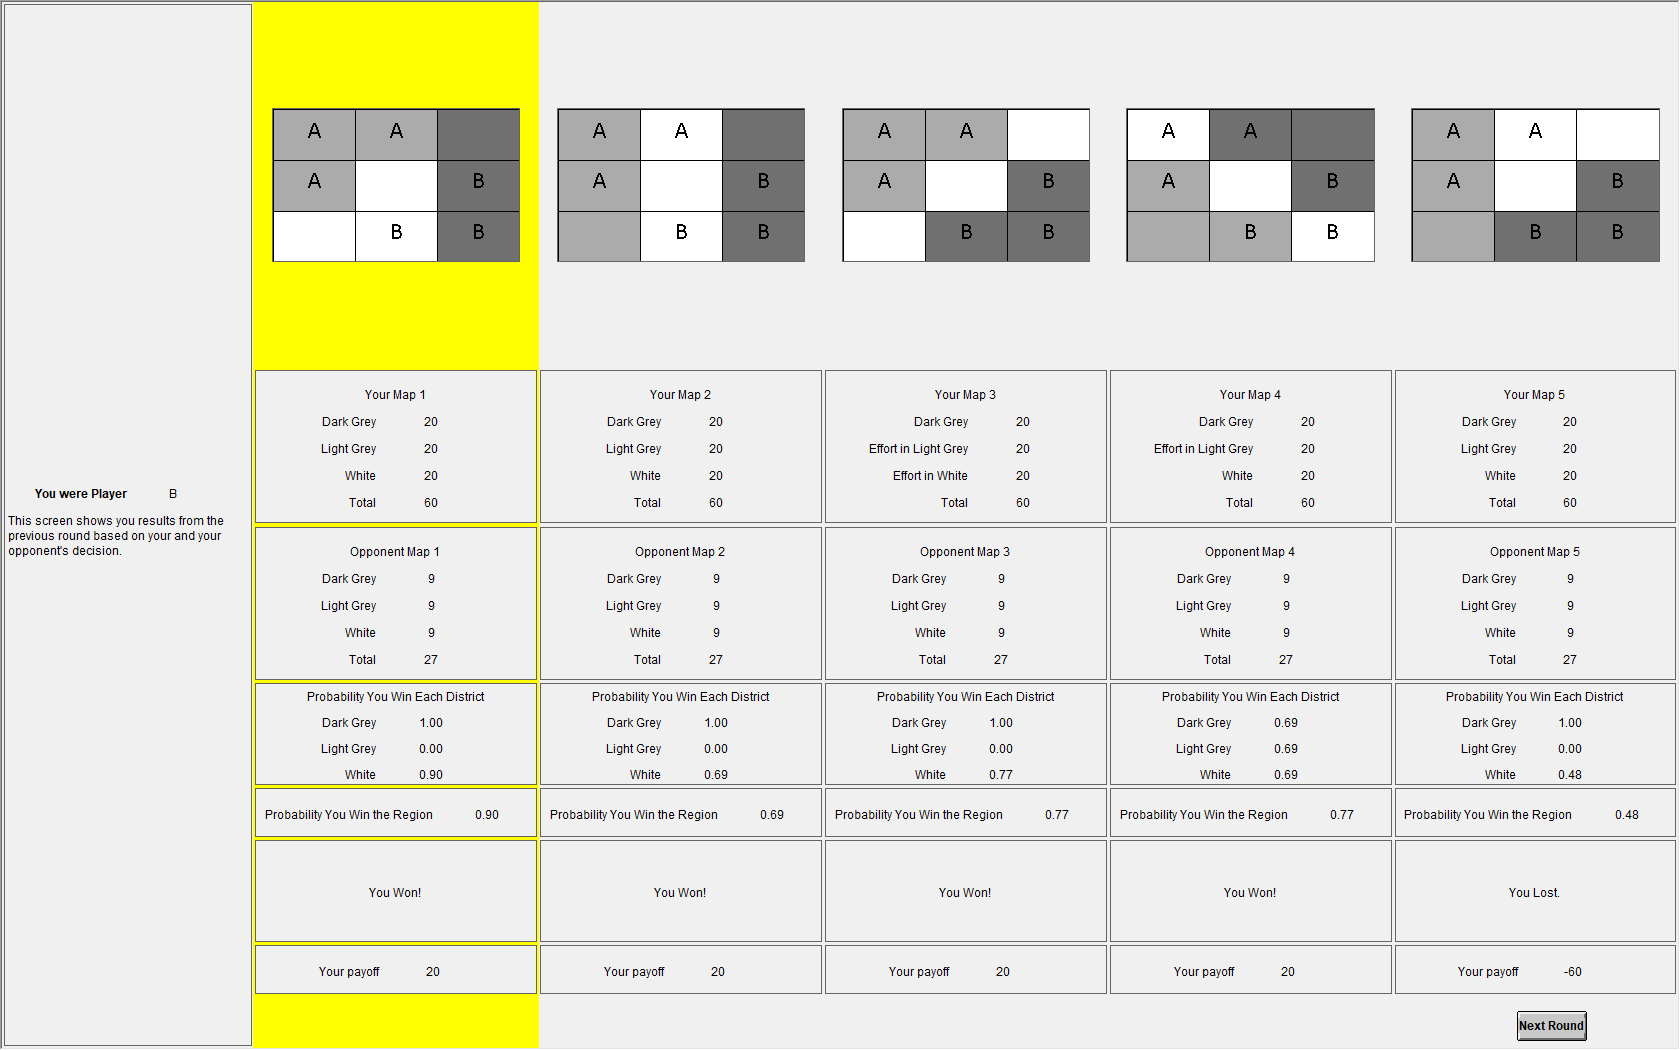 A A
A B
B B
A A
A B
B B
A A
A B
B B
A A
A B
B B
A A
A B
B B
You were Player B
This screen shows you results from the
previous round based on your and your
opponent's decision.
Your Map 1
Dark Grey 20
Light Grey 20
White 20
Total 60
Opponent Map 1
Dark Grey 9
Light Grey 9
White 9
Total 27
Probability You Win Each District
Dark Grey 1.00
Light Grey 0.00
White 0.90
Probability You Win the Region 0.90
You Won!
Your payoff 20
Your Map 2
Dark Grey 20
Light Grey 20
White 20
Total 60
Opponent Map 2
Dark Grey 9
Light Grey 9
White 9
Total 27
Probability You Win Each District
Dark Grey 1.00
Light Grey 0.00
White 0.69
Probability You Win the Region 0.69
You Won!
Your payoff 20
Your Map 3
Dark Grey 20
Effort in Light Grey 20
Effort in White 20
Total 60
Opponent Map 3
Dark Grey 9
Light Grey 9
White 9
Total 27
Probability You Win Each District
Dark Grey 1.00
Light Grey 0.00
White 0.77
Probability You Win the Region 0.77
You Won!
Your payoff 20
Your Map 4
Dark Grey 20
Effort in Light Grey 20
White 20
Total 60
Opponent Map 4
Dark Grey 9
Light Grey 9
White 9
Total 27
Probability You Win Each District
Dark Grey 0.69
Light Grey 0.69
White 0.69
Probability You Win the Region 0.77
You Won!
Your payoff 20
Your Map 5
Dark Grey 20
Light Grey 20
White 20
Total 60
Opponent Map 5
Dark Grey 9
Light Grey 9
White 9
Total 27
Probability You Win Each District
Dark Grey 1.00
Light Grey 0.00
White 0.48
Probability You Win the Region 0.48
You Lost.
Your payoff -60
Next Round